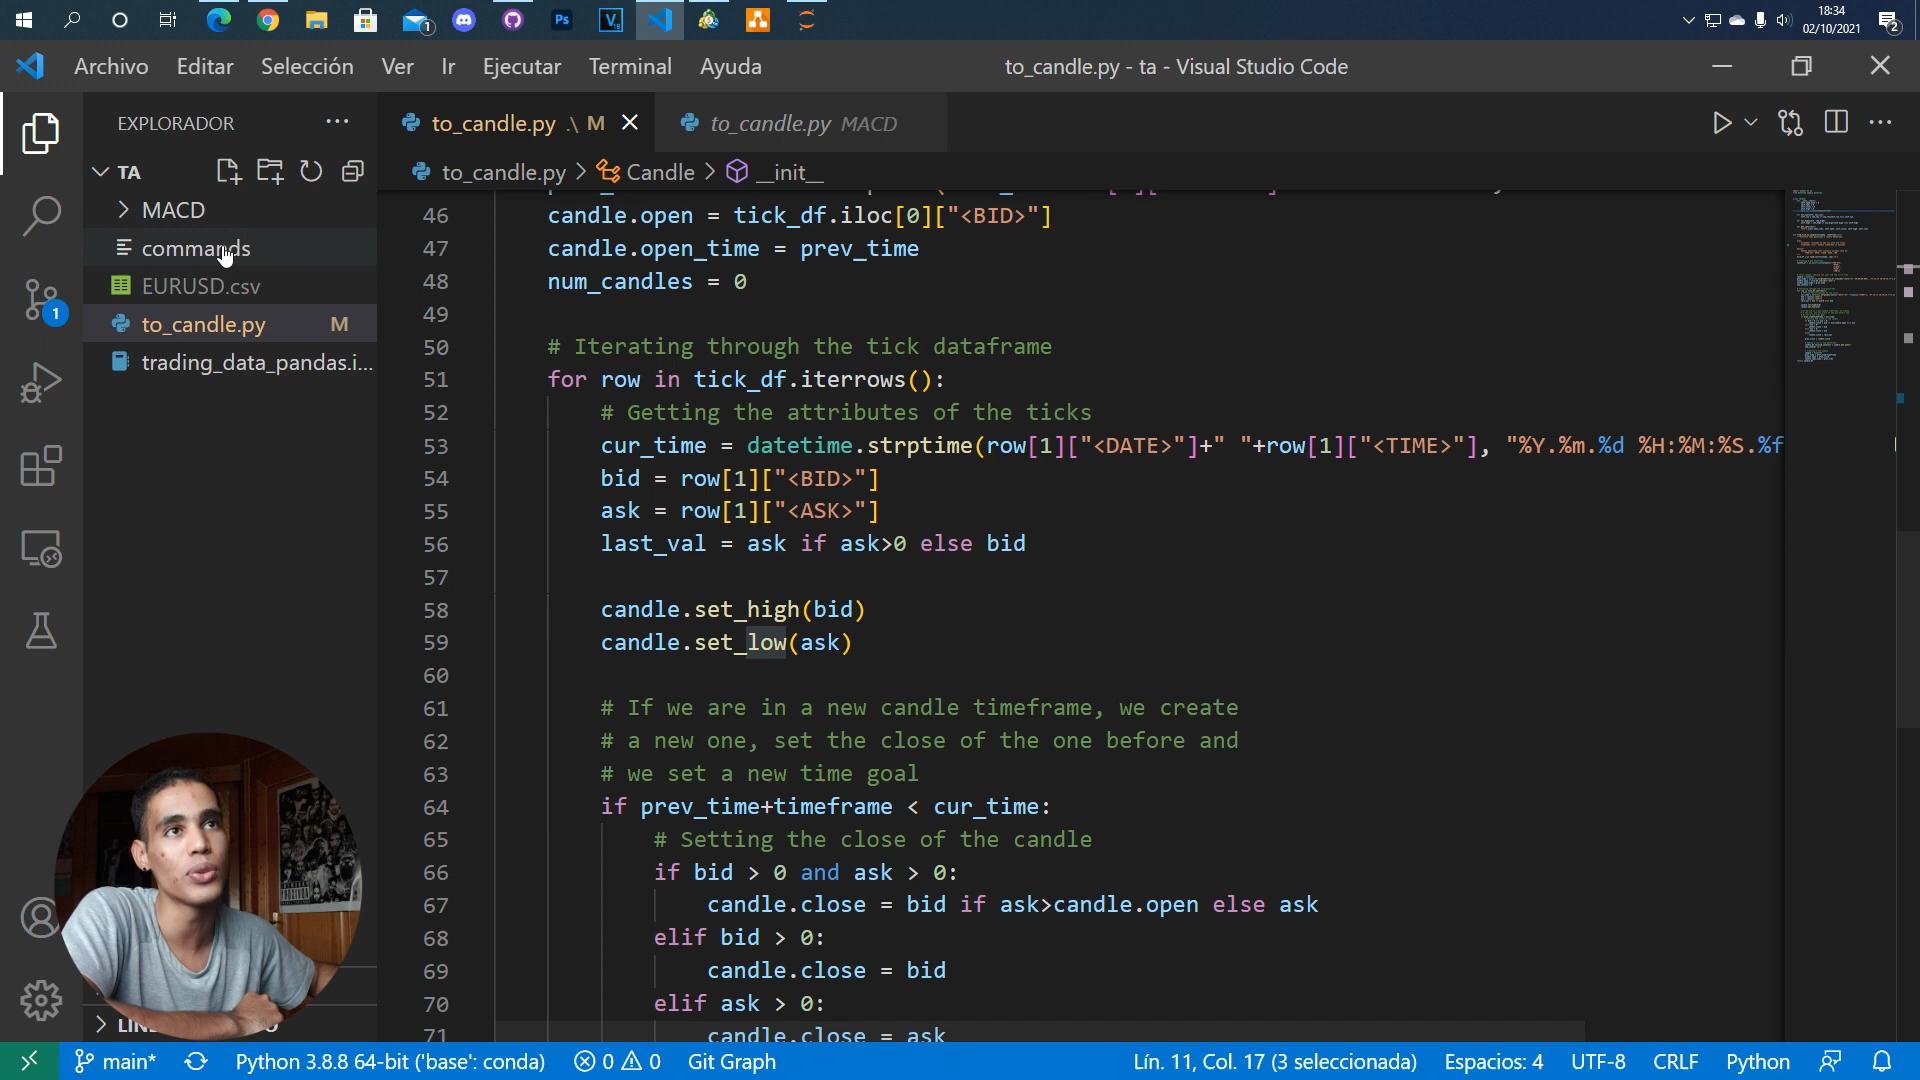 18:34
02/10/2021
1
2
Ps
Archivo Editar Selección Ver Ir Ejecutar Terminal Ayuda
to_candle.py - ta - Visual Studio Code
EXPLORADOR
TA
MACD
commands
EURUSD.csv
to_candle.py M
trading_data_pandas.i...
1
to_candle.py .\ M
to_candle.py MACD
to_candle.py > Candle > __init__
46 candle.open = tick_df.iloc[0]["<BID>"]
47 candle.open_time = prev_time
48 num_candles = 0
49
50 # Iterating through the tick dataframe
51 for row in tick_df.iterrows():
52 # Getting the attributes of the ticks
53 cur_time = datetime.strptime(row[1]["<DATE>"]+" "+row[1]["<TIME>"], "%Y.%m.%d %H:%M:%S.%f
54 bid = row[1]["<BID>"]
55 ask = row[1]["<ASK>"]
56 last_val = ask if ask>0 else bid
57
58 candle.set_high(bid)
59 candle.set_low(ask)
60
61 # If we are in a new candle timeframe, we create
62 # a new one, set the close of the one before and
63 # we set a new time goal
64 if prev_time+timeframe < cur_time:
65 # Setting the close of the candle
66 if bid > 0 and ask > 0:
67 candle.close = bid if ask>candle.open else ask
68 elif bid > 0:
69 candle.close = bid
70 elif ask > 0:
71 candle.close = ask
main* Python 3.8.8 64-bit ('base': conda) 0 0 Git Graph
Lín. 11, Col. 17 (3 seleccionada) Espacios: 4 UTF-8 CRLF Python